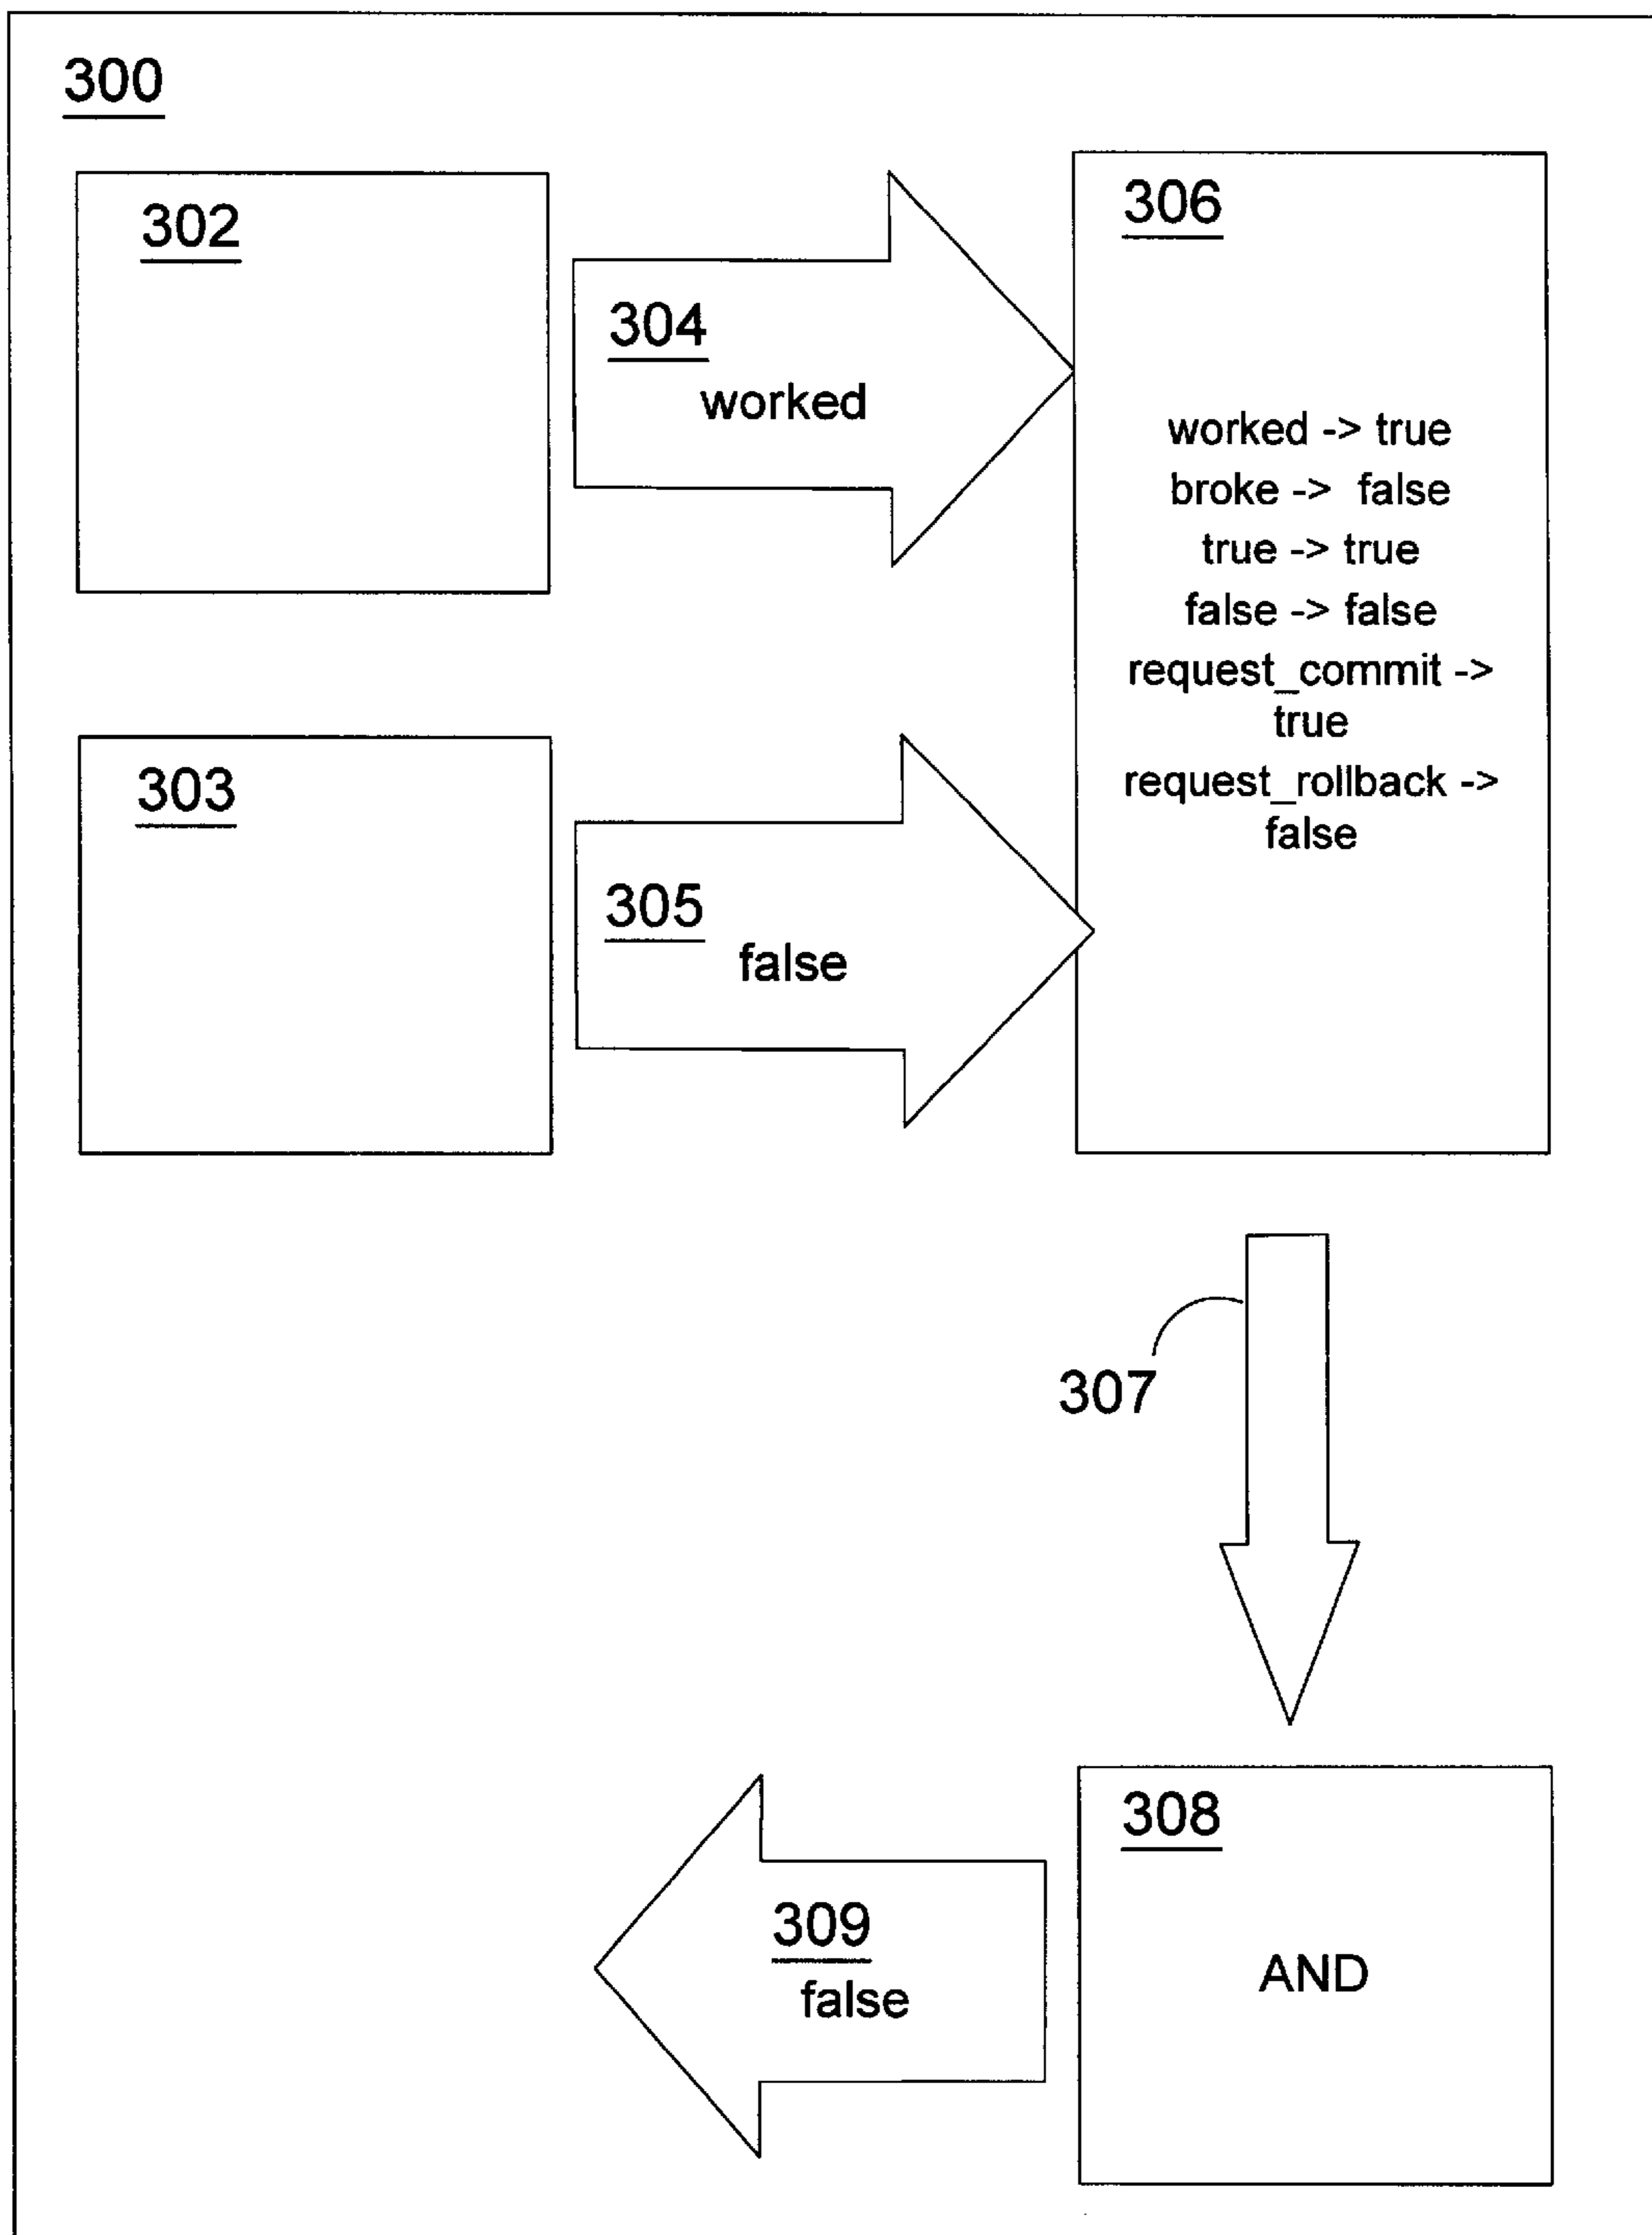 300
302
304
worked
306
worked -> true
broke -> false
true -> true
false -> false
request_commit ->
true
request_rollback ->
false
303
305
false
307
308
AND
309
false